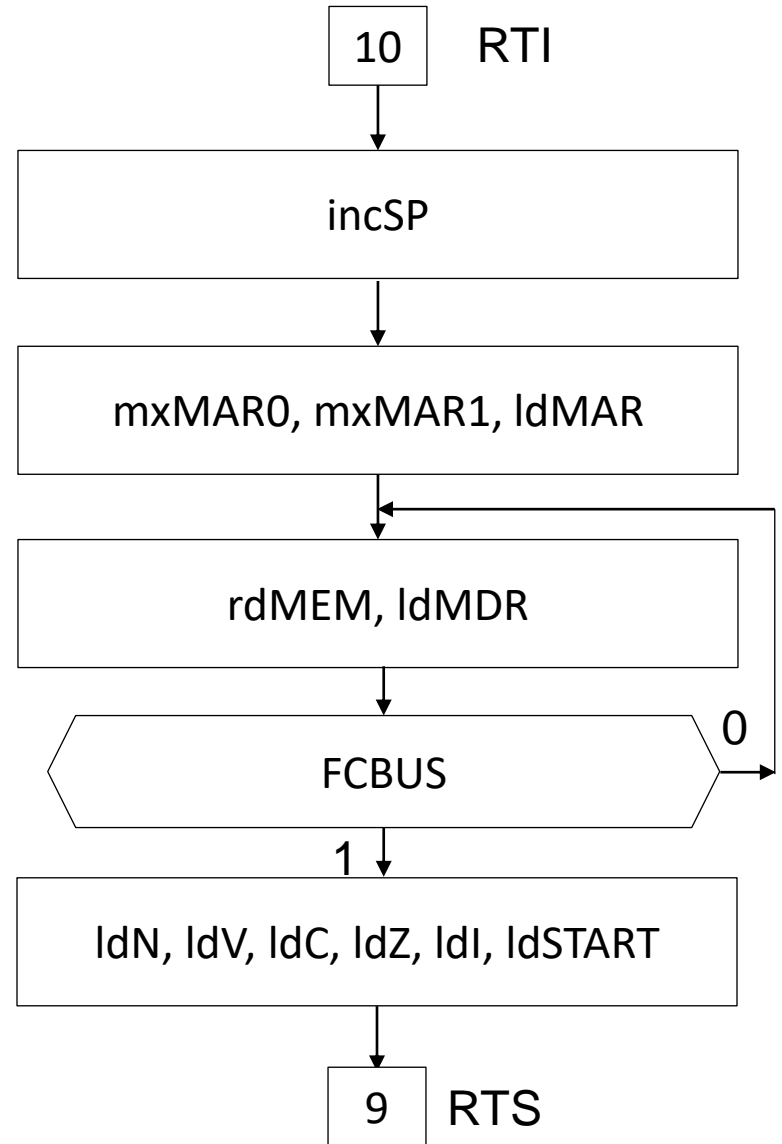 10 RTI
incSP
mxMAR0, mxMAR1, ldMAR
rdMEM, ldMDR
0
FCBUS
1
ldN, ldV, ldC, ldZ, ldI, ldSTART
9 RTS